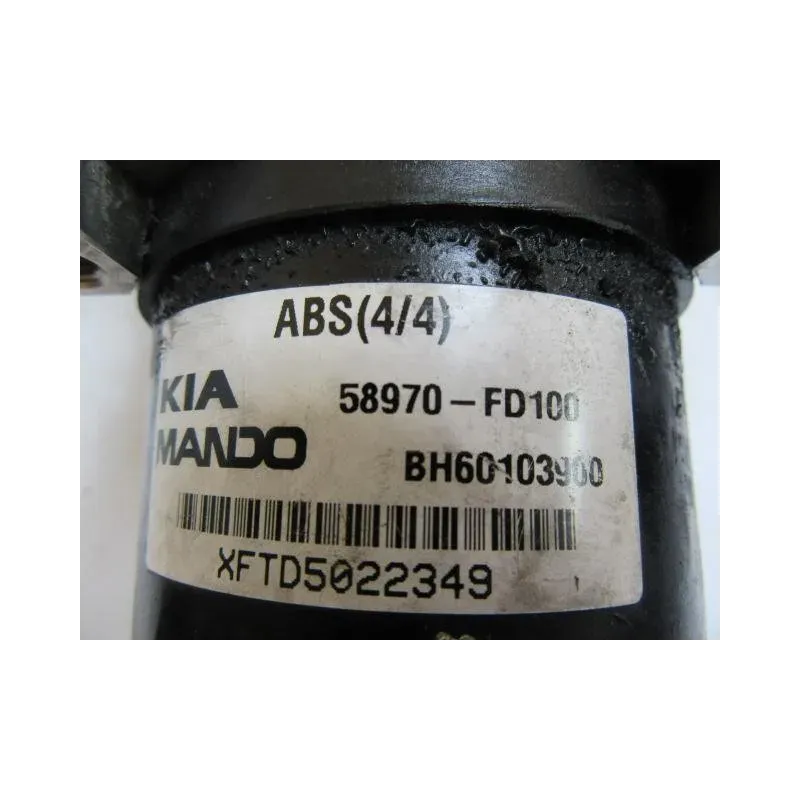 ABS(4/4)
KIA 58970-FD100
MANDO BH60103900
XFTD5022349